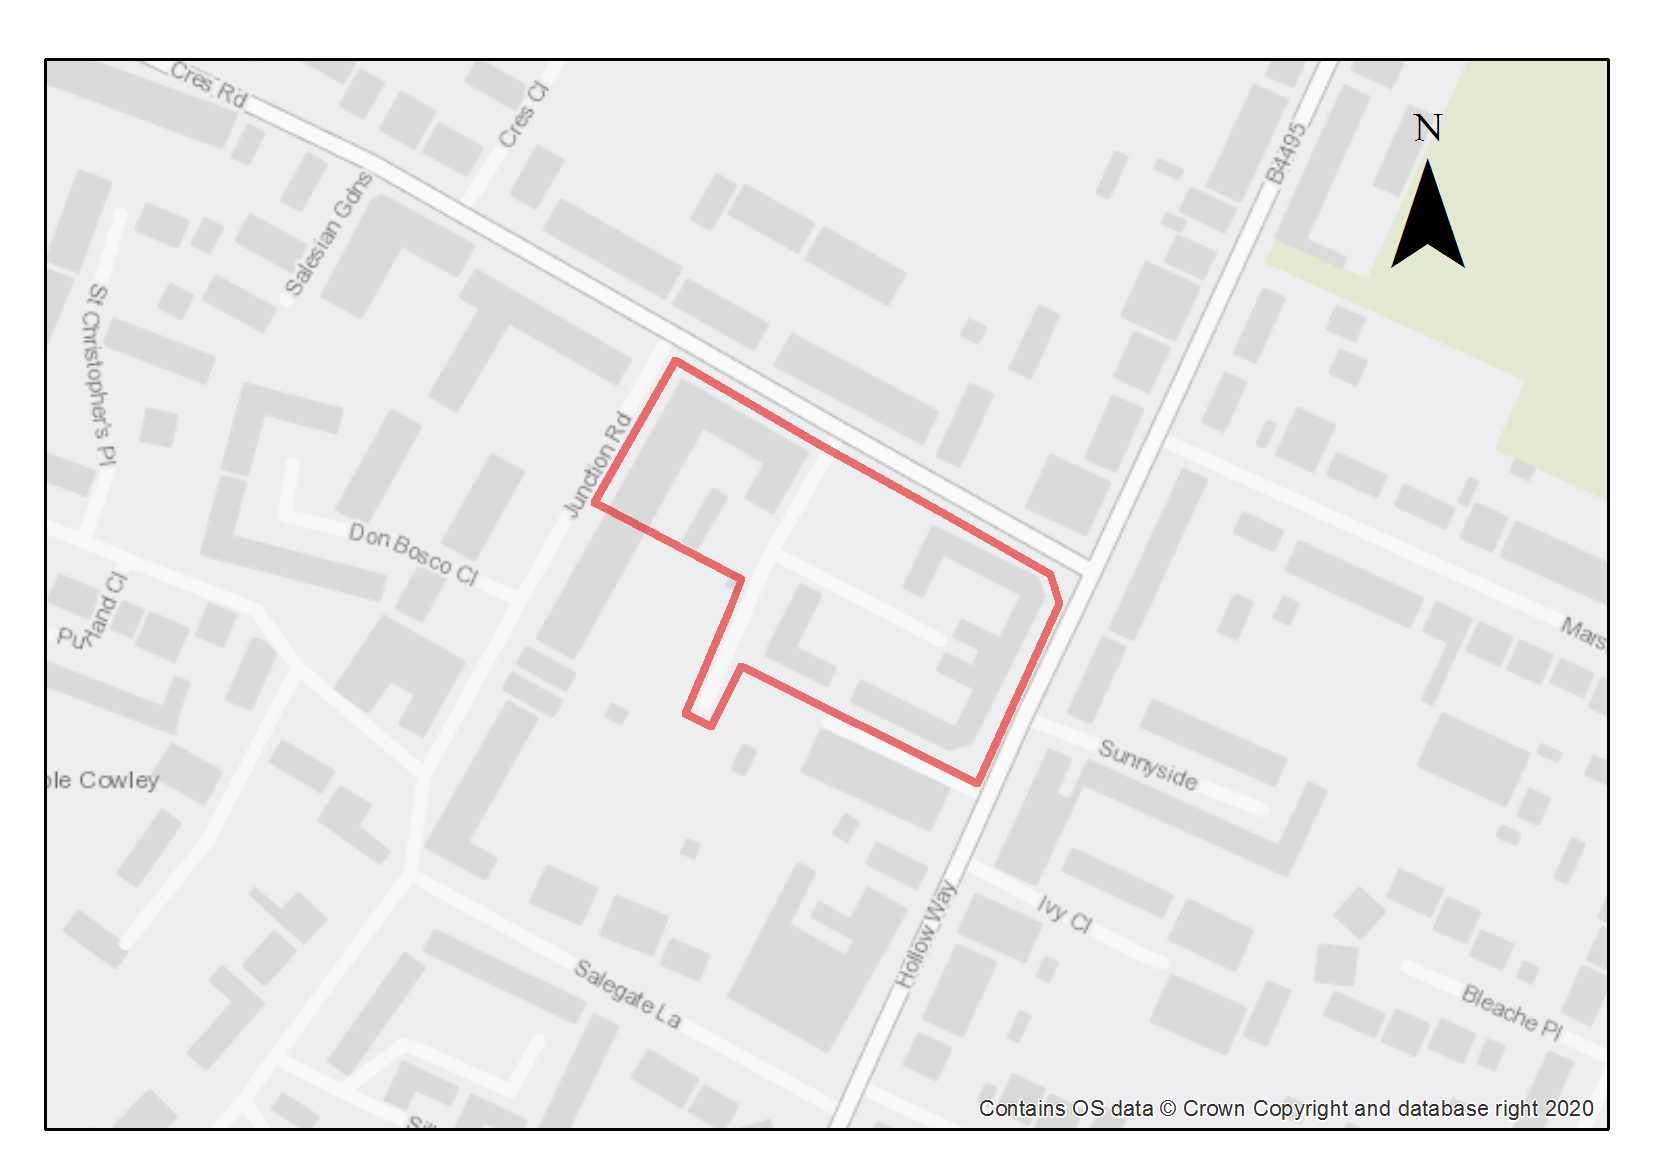 Cres Rd
Cres Cl
N
B4495
Salesian Gdns
St Christopher's Pl
Junction Rd
Don Bosco Cl
Mars
Sunnyside
ole Cowley
Ivy Cl
Hollow Way
Salegate La
Bleache Pl
Contains OS data © Crown Copyright and database right 2020